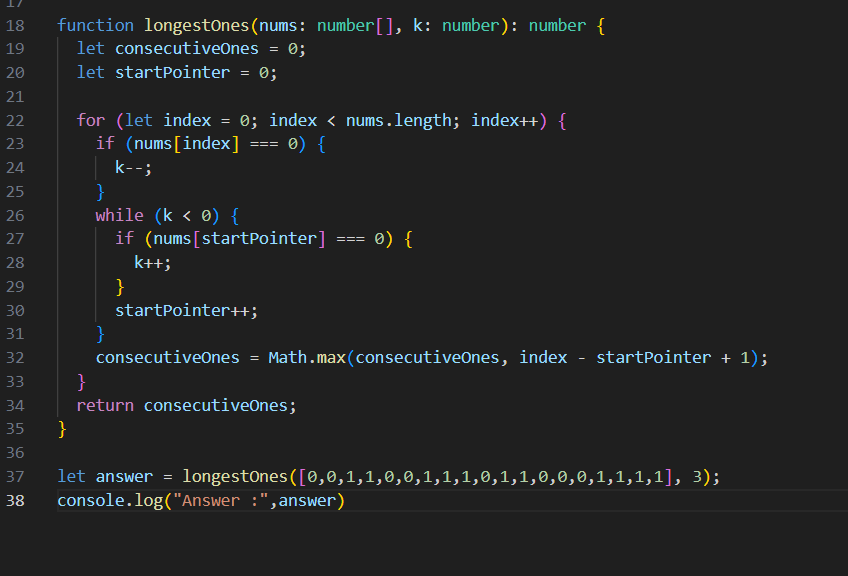 17
18 function longestOnes(nums: number[], k: number): number {
19 let consecutiveOnes = 0;
20 let startPointer = 0;
21
22 for (let index = 0; index < nums.length; index++) {
23 if (nums[index] === 0) {
24 k--;
25 }
26 while (k < 0) {
27 if (nums[startPointer] === 0) {
28 k++;
29 }
30 startPointer++;
31 }
32 consecutiveOnes = Math.max(consecutiveOnes, index - startPointer + 1);
33 }
34 return consecutiveOnes;
35 }
36
37 let answer = longestOnes([0,0,1,1,0,0,1,1,1,0,1,1,0,0,0,1,1,1,1], 3);
38 console.log("Answer :",answer)